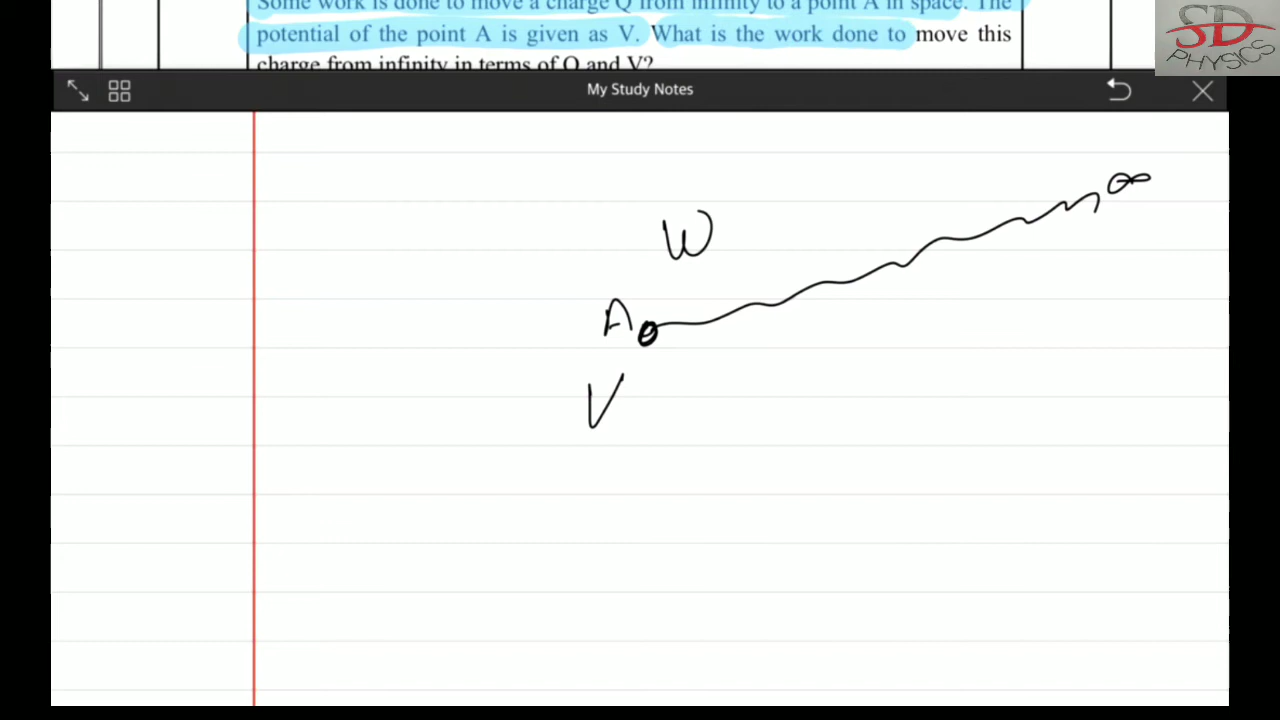 Some work is done to move a charge Q from infinity to a point A in space. The
potential of the point A is given as V. What is the work done to move this
charge from infinity in terms of Q and V?
SD
PHYSICS
My Study Notes
∞
W
A
V